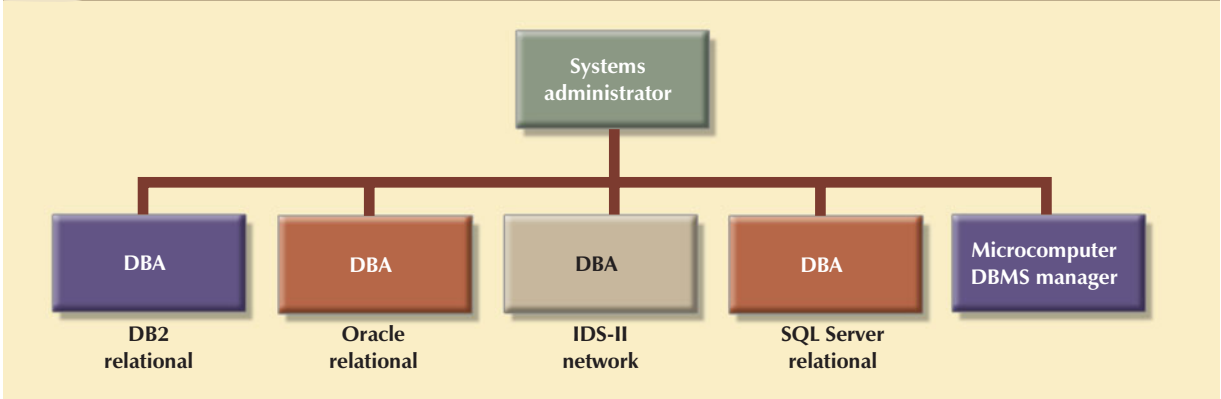 Systems
administrator
DBA
DBA
DBA
DBA
Microcomputer
DBMS manager
DB2
relational
Oracle
relational
IDS-II
network
SQL Server
relational